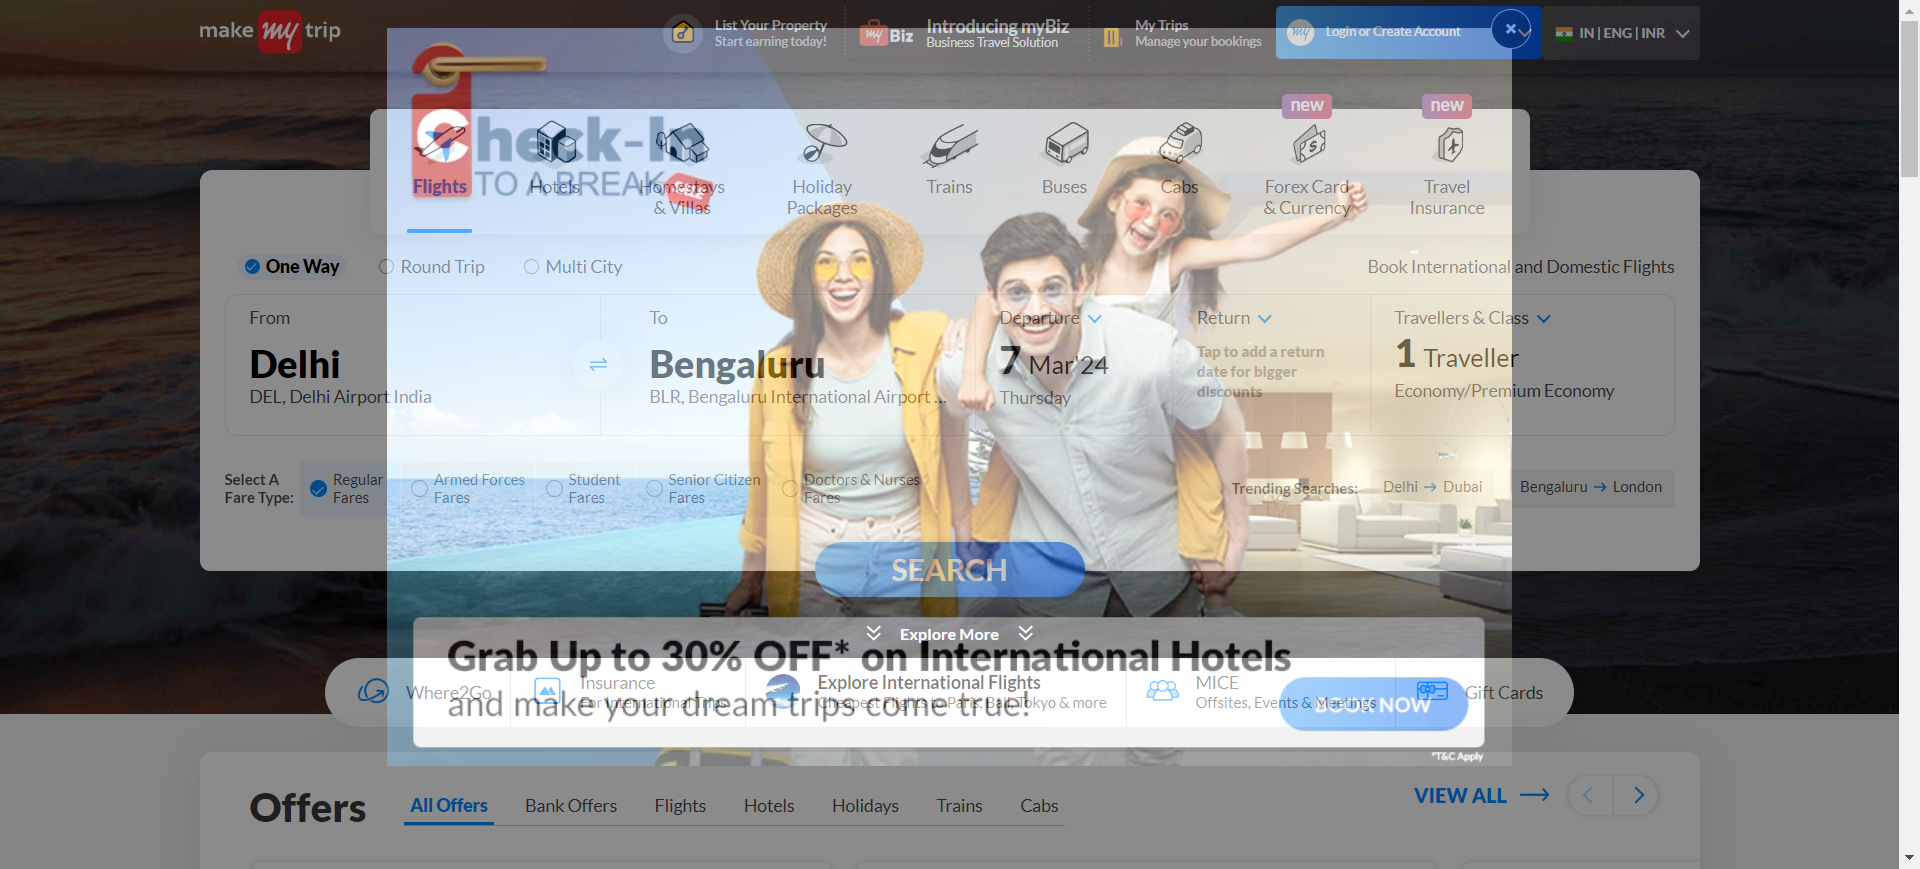 make my trip
List Your Property
Start earning today!
my Biz
Introducing myBiz
Business Travel Solution
My Trips
Manage your bookings
my
Login or Create Account
IN | ENG | INR
new
new
Check-In
TO A BREAK
SALE
Flights
Hotels
Homestays
& Villas
Holiday
Packages
Trains
Buses
Cabs
Forex Card
& Currency
Travel
Insurance
One Way
Round Trip
Multi City
Book International and Domestic Flights
From
Delhi
DEL, Delhi Airport India
To
Bengaluru
BLR, Bengaluru International Airport ...
Departure
7 Mar'24
Thursday
Return
Tap to add a return
date for bigger
discounts
Travellers & Class
1 Traveller
Economy/Premium Economy
Select A
Fare Type:
Regular
Fares
Armed Forces
Fares
Student
Fares
Senior Citizen
Fares
Doctors & Nurses
Fares
Trending Searches:
Delhi → Dubai
Bengaluru → London
SEARCH
Explore More
Grab Up to 30% OFF* on International Hotels
and make your dream trips come true!
BOOK NOW
*T&C Apply
Where2Go
Insurance
For International Trips
Explore International Flights
Cheapest Flights to Paris, Bali, Tokyo & more
MICE
Offsites, Events & Meetings
Gift Cards
Offers
All Offers
Bank Offers
Flights
Hotels
Holidays
Trains
Cabs
VIEW ALL